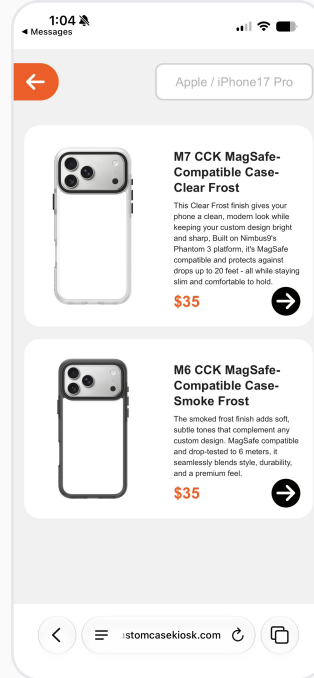 1:04
◀ Messages
Apple / iPhone17 Pro
M7 CCK MagSafe-
Compatible Case-
Clear Frost
This Clear Frost finish gives your
phone a clean, modern look while
keeping your custom design bright
and sharp, Built on Nimbus9's
Phantom 3 platform, it's MagSafe
compatible and protects against
drops up to 20 feet - all while staying
slim and comfortable to hold.
$35
M6 CCK MagSafe-
Compatible Case-
Smoke Frost
The smoked frost finish adds soft,
subtle tones that complement any
custom design. MagSafe compatible
and drop-tested to 6 meters, it
seamlessly blends style, durability,
and a premium feel.
$35
stomcasekiosk.com